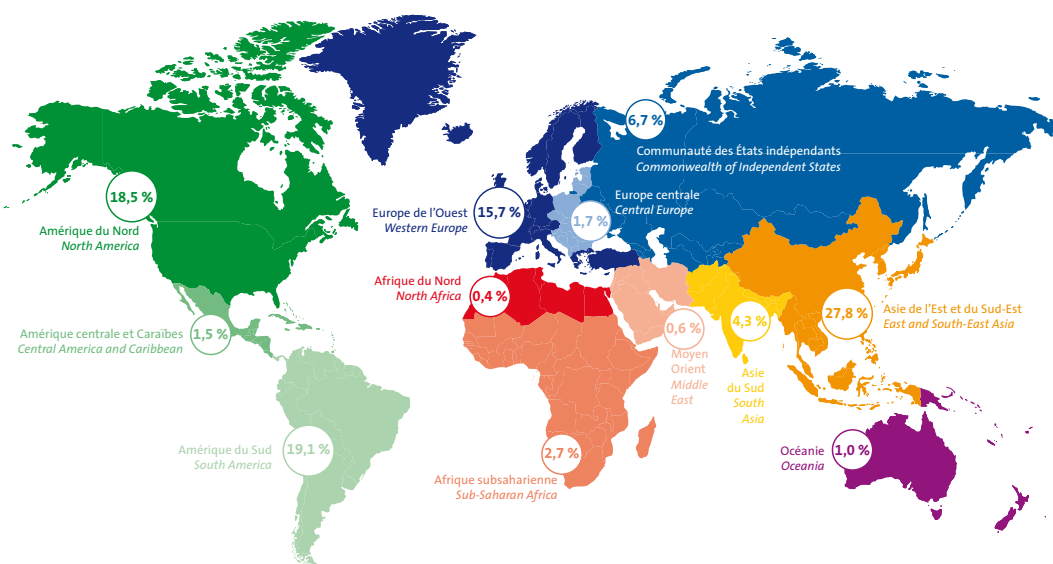 6,7 %
Communauté des États indépendants
Commonwealth of Independent States
18,5 %
Amérique du Nord
North America
Europe de l'Ouest
Western Europe
15,7 %
Europe centrale
Central Europe
1,7 %
Afrique du Nord
North Africa
0,4 %
Amérique centrale et Caraïbes
Central America and Caribbean
1,5 %
0,6 %
Moyen
Orient
Middle
East
4,3 %
Asie
du Sud
South
Asia
27,8 %
Asie de l'Est et du Sud-Est
East and South-East Asia
Amérique du Sud
South America
19,1 %
2,7 %
Afrique subsaharienne
Sub-Saharan Africa
Océanie
Oceania
1,0 %